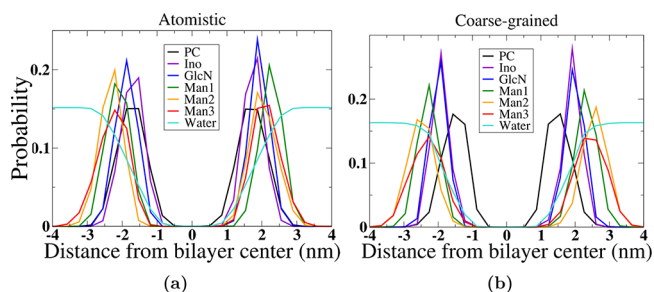 Atomistic
Coarse-grained
Probability
0.2
0.1
0
PC
Ino
GlcN
Man1
Man2
Man3
Water
-4 -3 -2 -1 0 1 2 3 4
Distance from bilayer center (nm)
(a)
0.2
0.1
0
PC
Ino
GlcN
Man1
Man2
Man3
Water
-4 -3 -2 -1 0 1 2 3 4
Distance from bilayer center (nm)
(b)